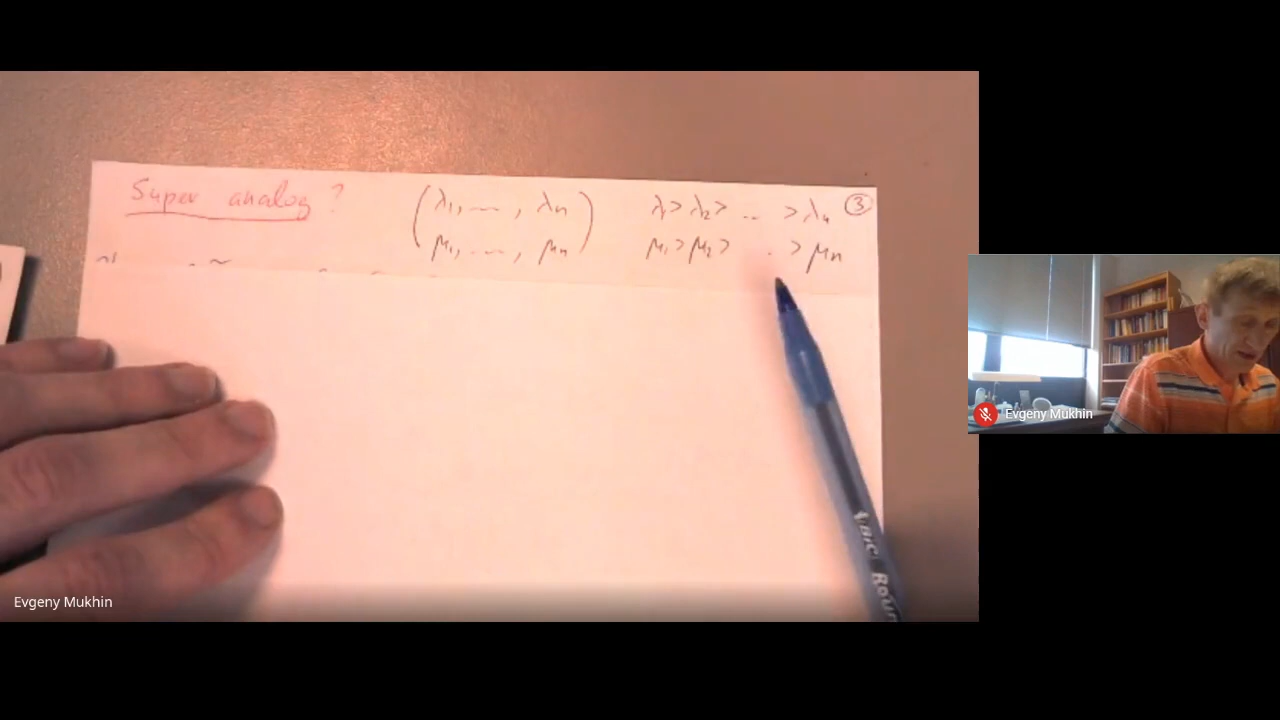 Super analog ? ( λ1, ..., λn ) λ1 > λ2 > ... > λn ③
( μ1, ..., μn ) μ1 > μ2 > ... > μn
Evgeny Mukhin
Evgeny Mukhin